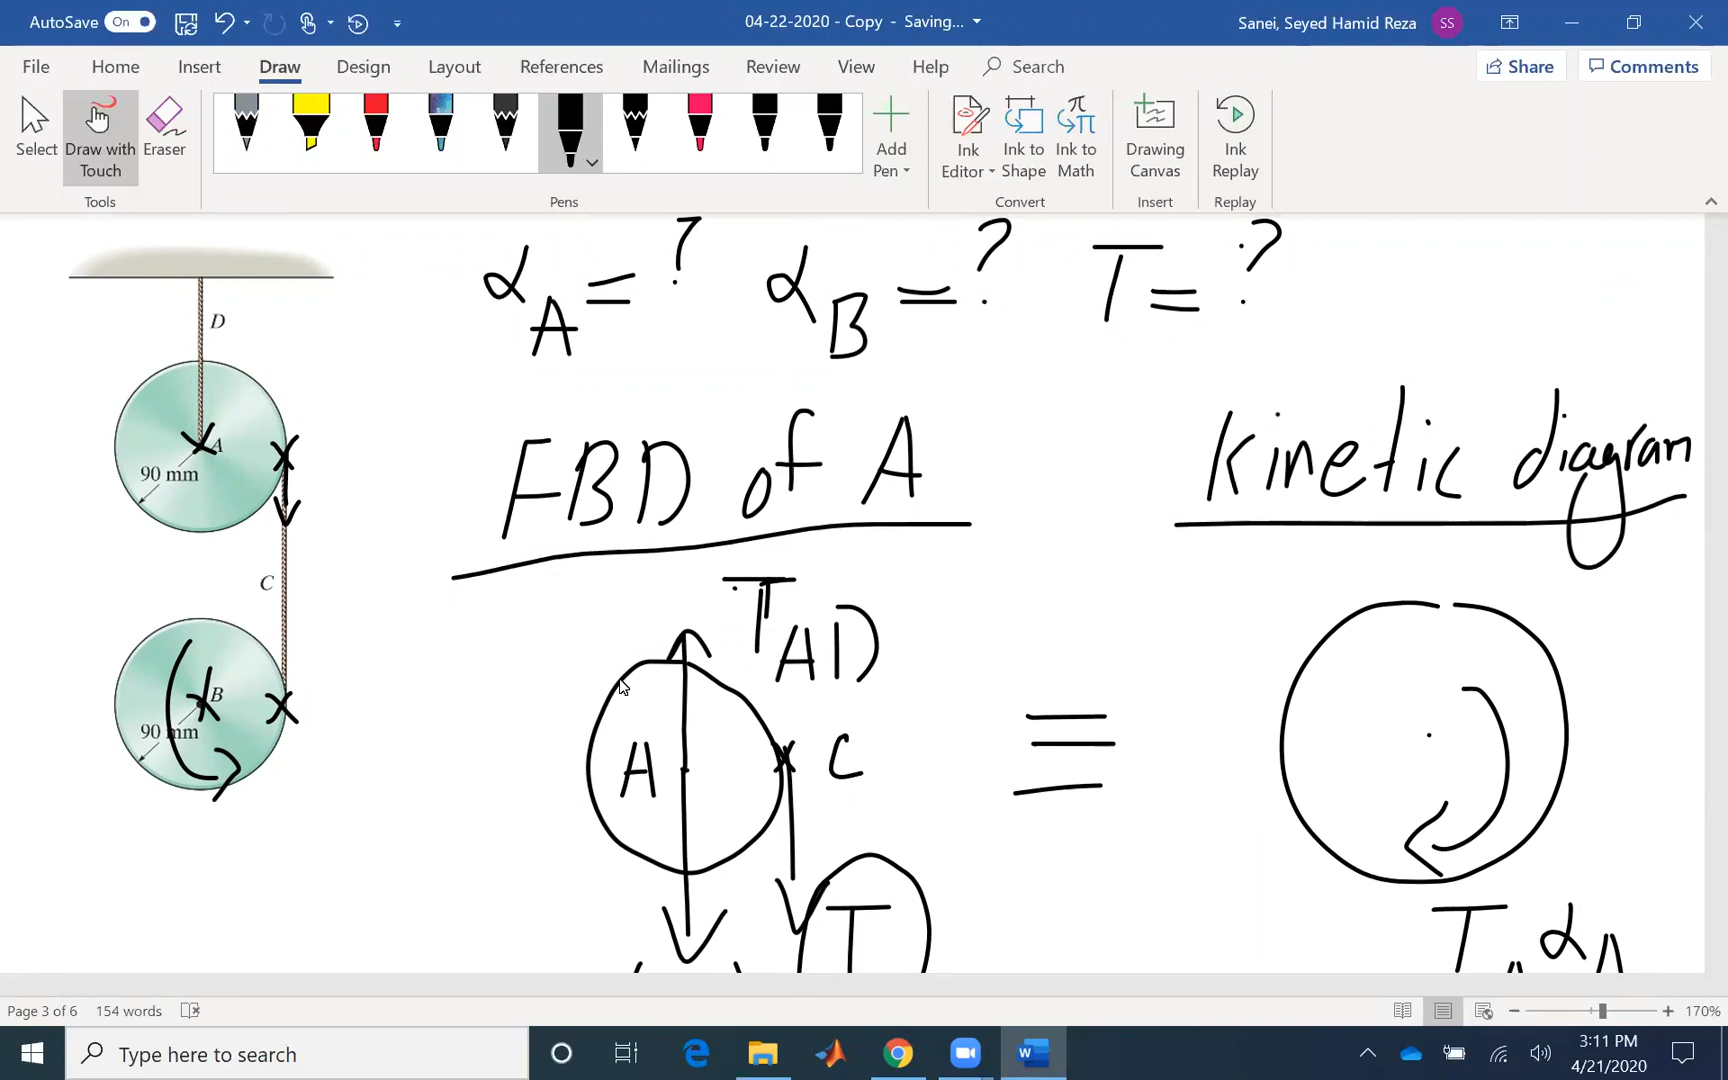 AutoSave On
04-22-2020 - Copy - Saving...
Sanei, Seyed Hamid Reza SS
File Home Insert Draw Design Layout References Mailings Review View Help Search Share Comments
Select
Draw with Touch
Eraser
Add Pen
Ink Editor
Ink to Shape
Ink to Math
Drawing Canvas
Ink Replay
Tools Pens Convert Insert Replay
α_A = ? α_B = ? T = ?
D
A
90 mm
C
B
90 mm
FBD of A
Kinetic diagram
T_AD
A
C
T
=
α
Page 3 of 6 154 words 170%
Type here to search
3:11 PM
4/21/2020